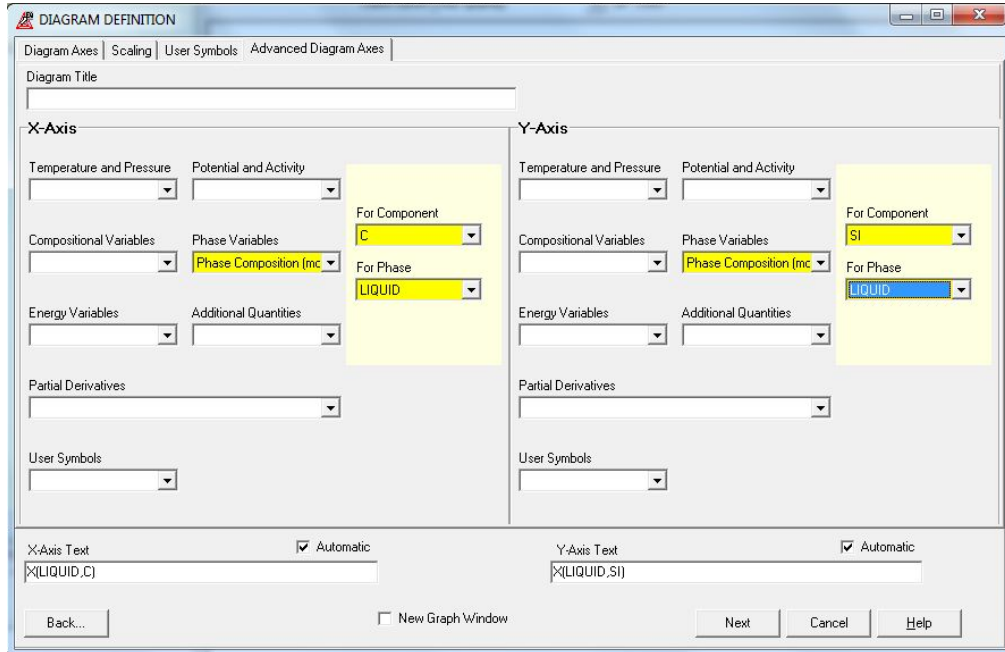 DIAGRAM DEFINITION
Diagram Axes Scaling User Symbols Advanced Diagram Axes
Diagram Title
X-Axis
Temperature and Pressure Potential and Activity
For Component
C
Compositional Variables Phase Variables
Phase Composition (mc
For Phase
LIQUID
Energy Variables Additional Quantities
Partial Derivatives
User Symbols
Y-Axis
Temperature and Pressure Potential and Activity
For Component
SI
Compositional Variables Phase Variables
Phase Composition (mc
For Phase
LIQUID
Energy Variables Additional Quantities
Partial Derivatives
User Symbols
X-Axis Text Automatic
X(LIQUID,C)
Y-Axis Text Automatic
X(LIQUID,SI)
Back... New Graph Window Next Cancel Help